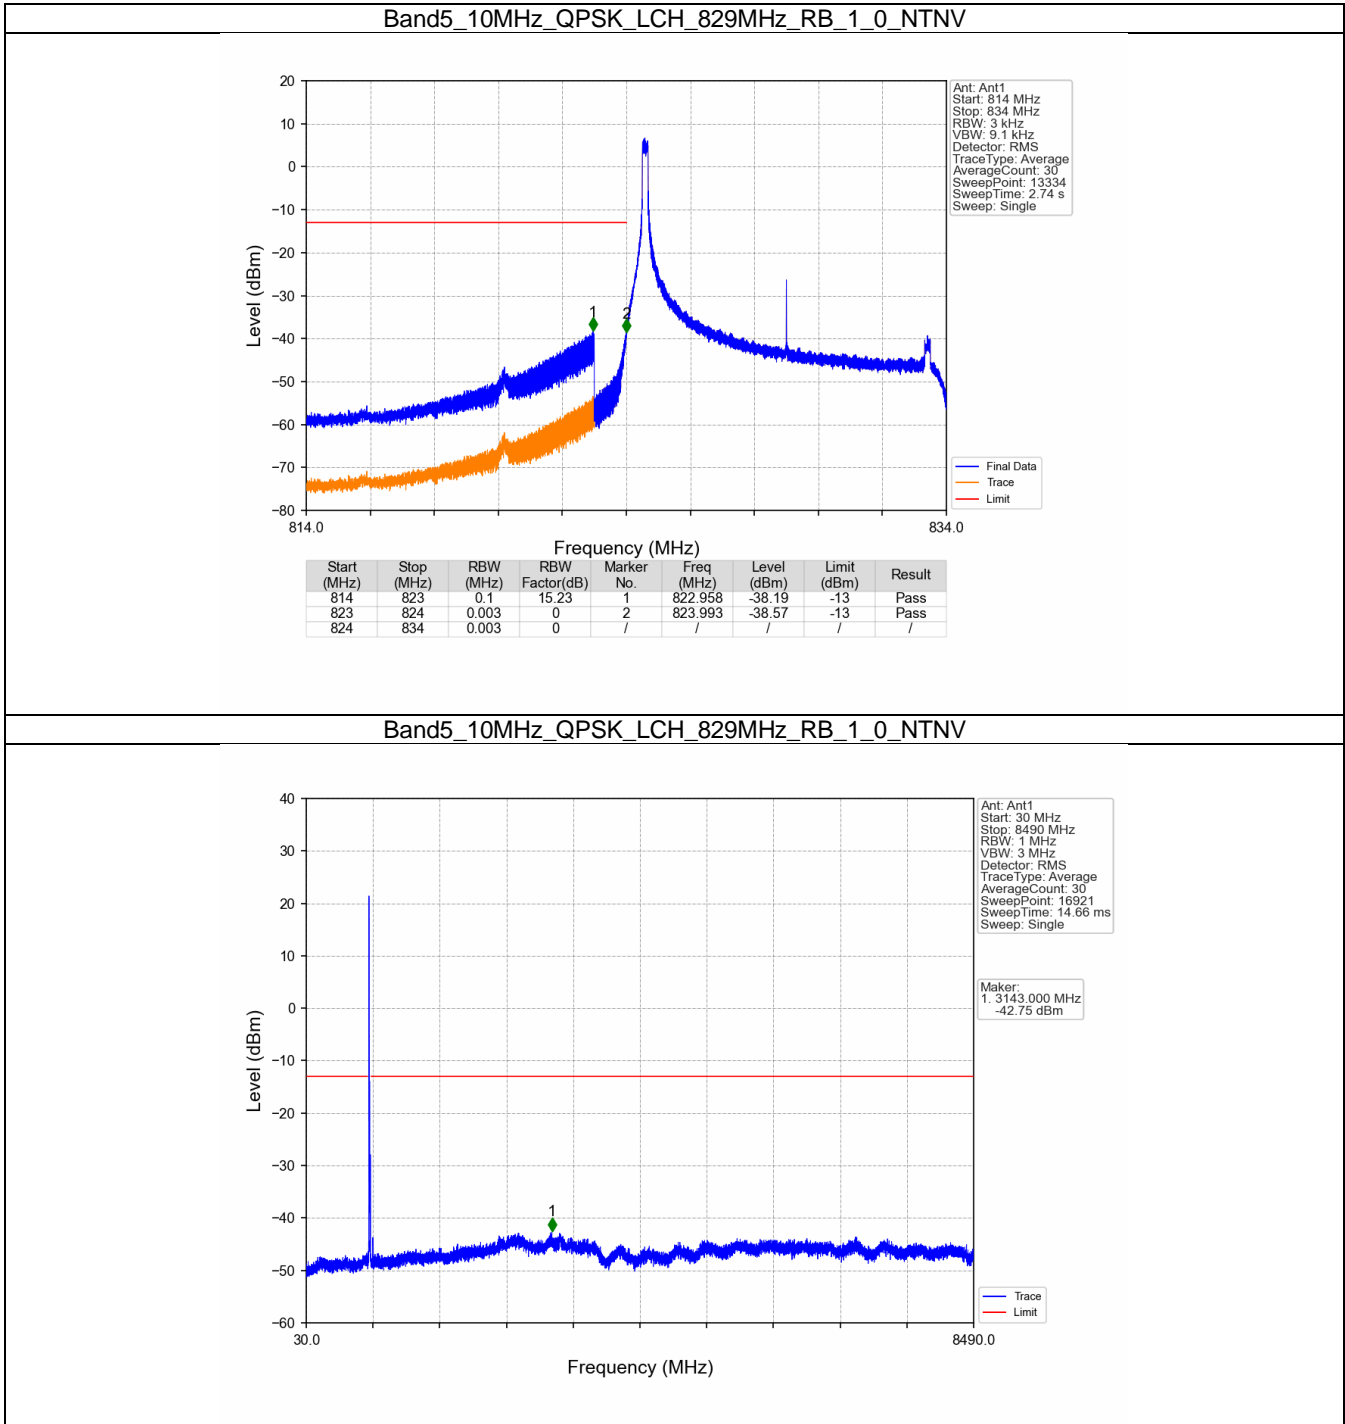 Band5_10MHz_QPSK_LCH_829MHz_RB_1_0_NTNV
20
10
0
−10
−20
−30
−40
−50
−60
−70
−80
Level (dBm)
1
2
814.0
834.0
Frequency (MHz)
Ant: Ant1
Start: 814 MHz
Stop: 834 MHz
RBW: 3 kHz
VBW: 9.1 kHz
Detector: RMS
TraceType: Average
AverageCount: 30
SweepPoint: 13334
SweepTime: 2.74 s
Sweep: Single
Final Data
Trace
Limit
Start (MHz) Stop (MHz) RBW (MHz) RBW Factor(dB) Marker No. Freq (MHz) Level (dBm) Limit (dBm) Result
814 823 0.1 15.23 1 822.958 -38.19 -13 Pass
823 824 0.003 0 2 823.993 -38.57 -13 Pass
824 834 0.003 0 / / / / /
Band5_10MHz_QPSK_LCH_829MHz_RB_1_0_NTNV
40
30
20
10
0
−10
−20
−30
−40
−50
−60
Level (dBm)
1
30.0
8490.0
Frequency (MHz)
Ant: Ant1
Start: 30 MHz
Stop: 8490 MHz
RBW: 1 MHz
VBW: 3 MHz
Detector: RMS
TraceType: Average
AverageCount: 30
SweepPoint: 16921
SweepTime: 14.66 ms
Sweep: Single
Maker:
1. 3143.000 MHz
-42.75 dBm
Trace
Limit